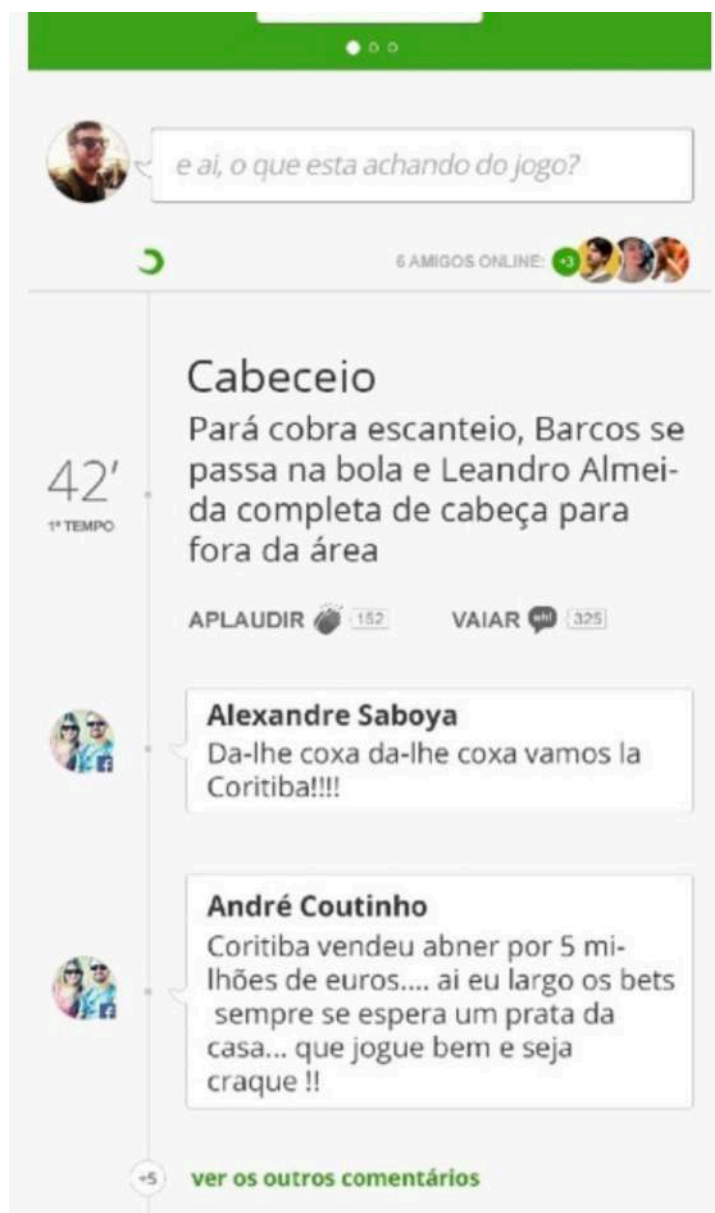 e ai, o que esta achando do jogo?
6 AMIGOS ONLINE: +3
Cabeceio
Pará cobra escanteio, Barcos se
passa na bola e Leandro Almei-
da completa de cabeça para
fora da área
42'
1º TEMPO
APLAUDIR 152 VAIAR uh! 325
Alexandre Saboya
Da-lhe coxa da-lhe coxa vamos la
Coritiba!!!!
André Coutinho
Coritiba vendeu abner por 5 mi-
lhões de euros.... ai eu largo os bets
sempre se espera um prata da
casa... que jogue bem e seja
craque !!
+5 ver os outros comentários